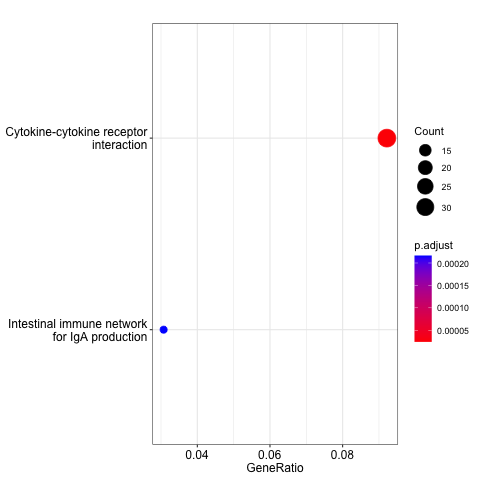 Cytokine-cytokine receptor
interaction
Intestinal immune network
for IgA production
0.04
0.06
0.08
GeneRatio
Count
15
20
25
30
p.adjust
0.00020
0.00015
0.00010
0.00005